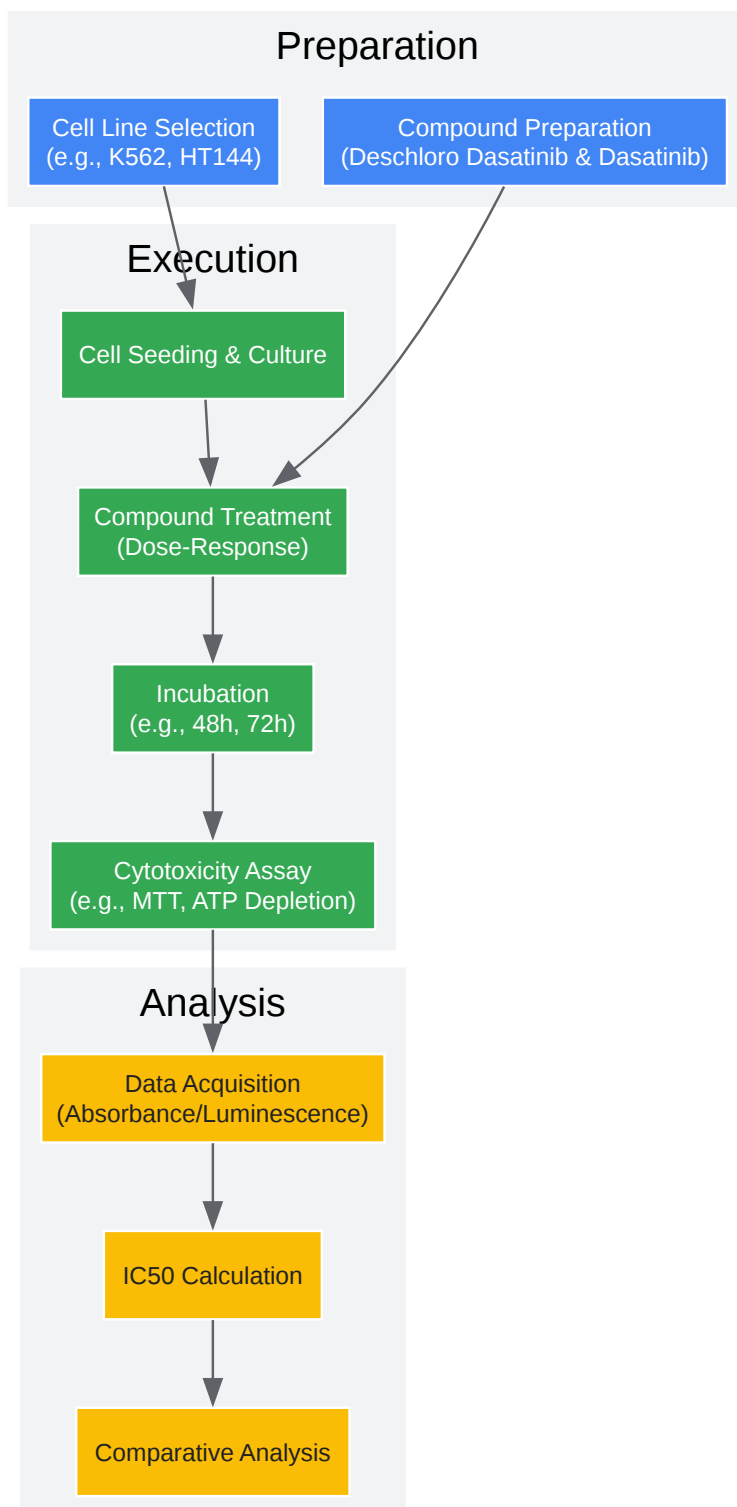 Preparation
Cell Line Selection
(e.g., K562, HT144)
Compound Preparation
(Deschloro Dasatinib & Dasatinib)
Execution
Cell Seeding & Culture
Compound Treatment
(Dose-Response)
Incubation
(e.g., 48h, 72h)
Cytotoxicity Assay
(e.g., MTT, ATP Depletion)
Analysis
Data Acquisition
(Absorbance/Luminescence)
IC50 Calculation
Comparative Analysis